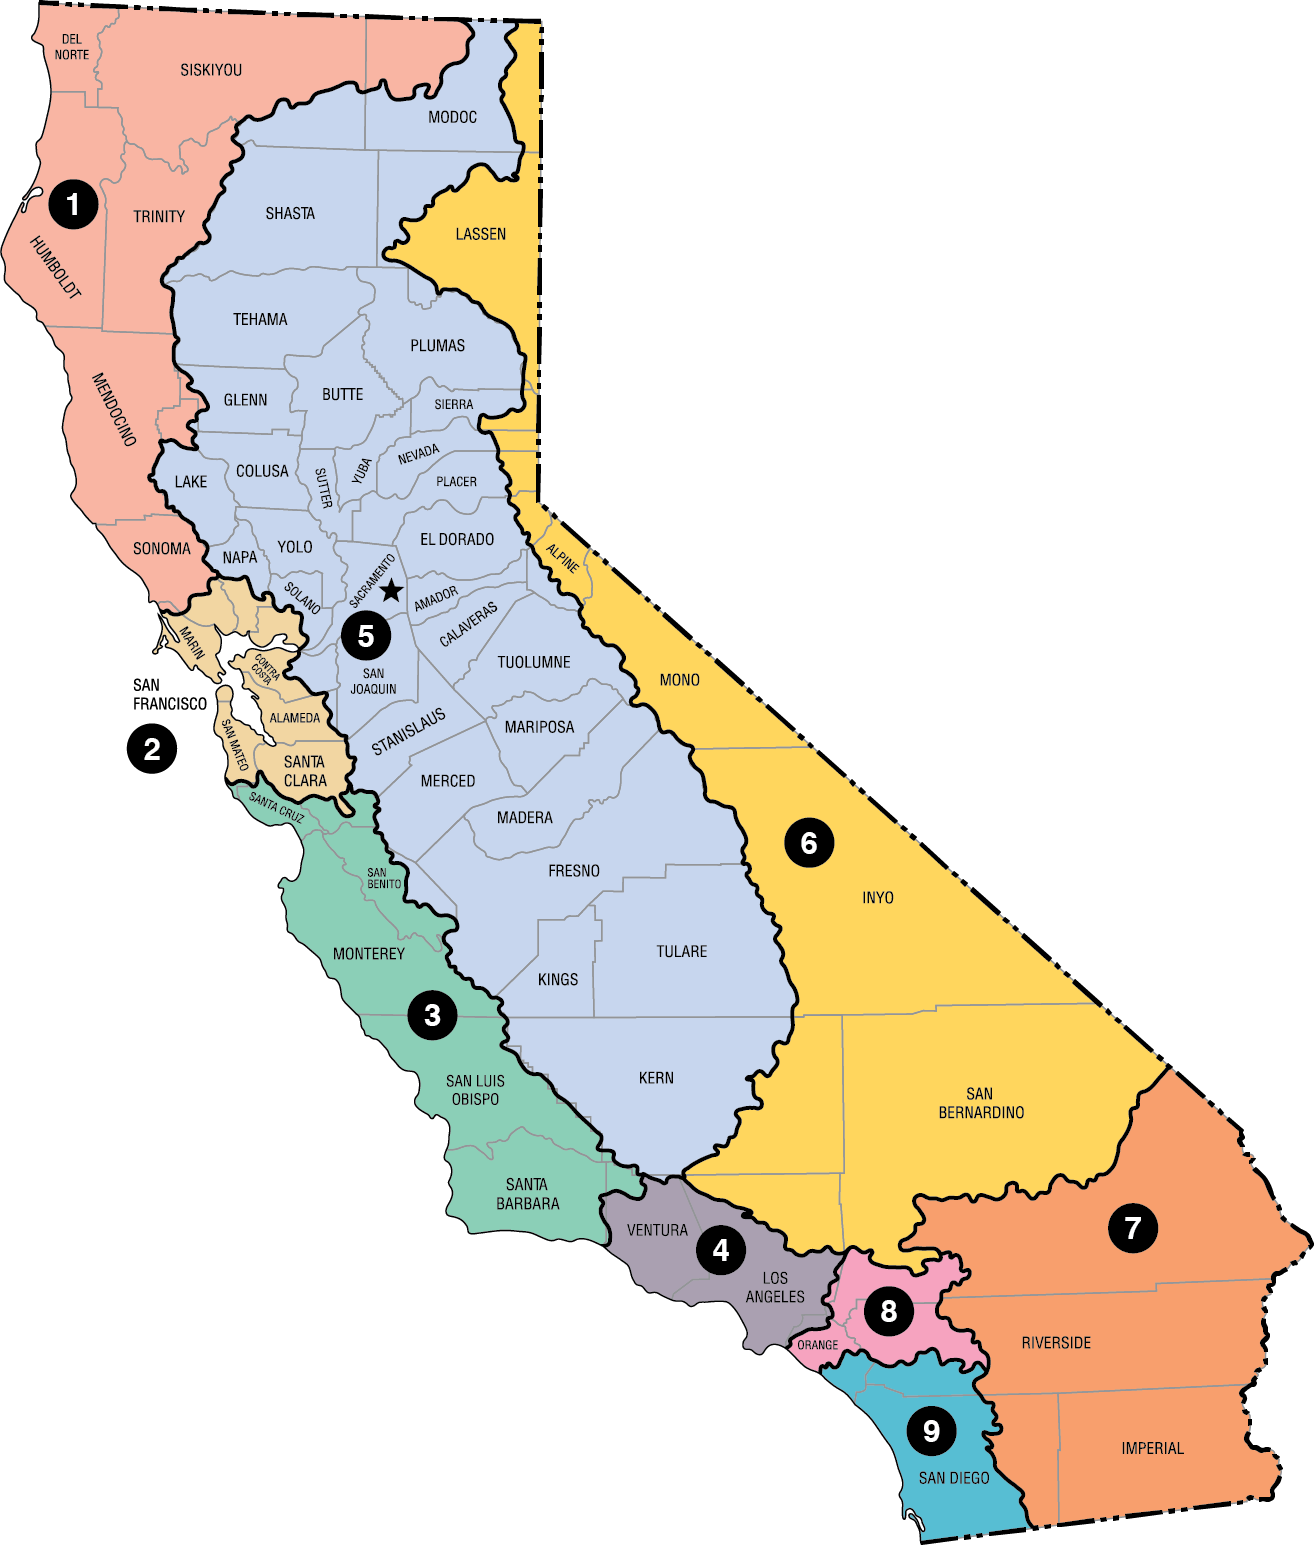 DEL
NORTE
SISKIYOU
MODOC
1
TRINITY
SHASTA
LASSEN
HUMBOLDT
TEHAMA
PLUMAS
MENDOCINO
GLENN
BUTTE
SIERRA
LAKE
COLUSA
SUTTER
YUBA
NEVADA
PLACER
SONOMA
NAPA
YOLO
EL DORADO
ALPINE
SOLANO
SACRAMENTO
AMADOR
CALAVERAS
5
MARIN
CONTRA
COSTA
SAN
JOAQUIN
TUOLUMNE
MONO
SAN
FRANCISCO
2
ALAMEDA
SAN MATEO
STANISLAUS
MARIPOSA
SANTA
CLARA
MERCED
SANTA CRUZ
MADERA
6
SAN
BENITO
FRESNO
INYO
MONTEREY
TULARE
KINGS
3
SAN LUIS
OBISPO
KERN
SAN
BERNARDINO
SANTA
BARBARA
VENTURA
4
7
LOS
ANGELES
8
ORANGE
RIVERSIDE
9
SAN DIEGO
IMPERIAL